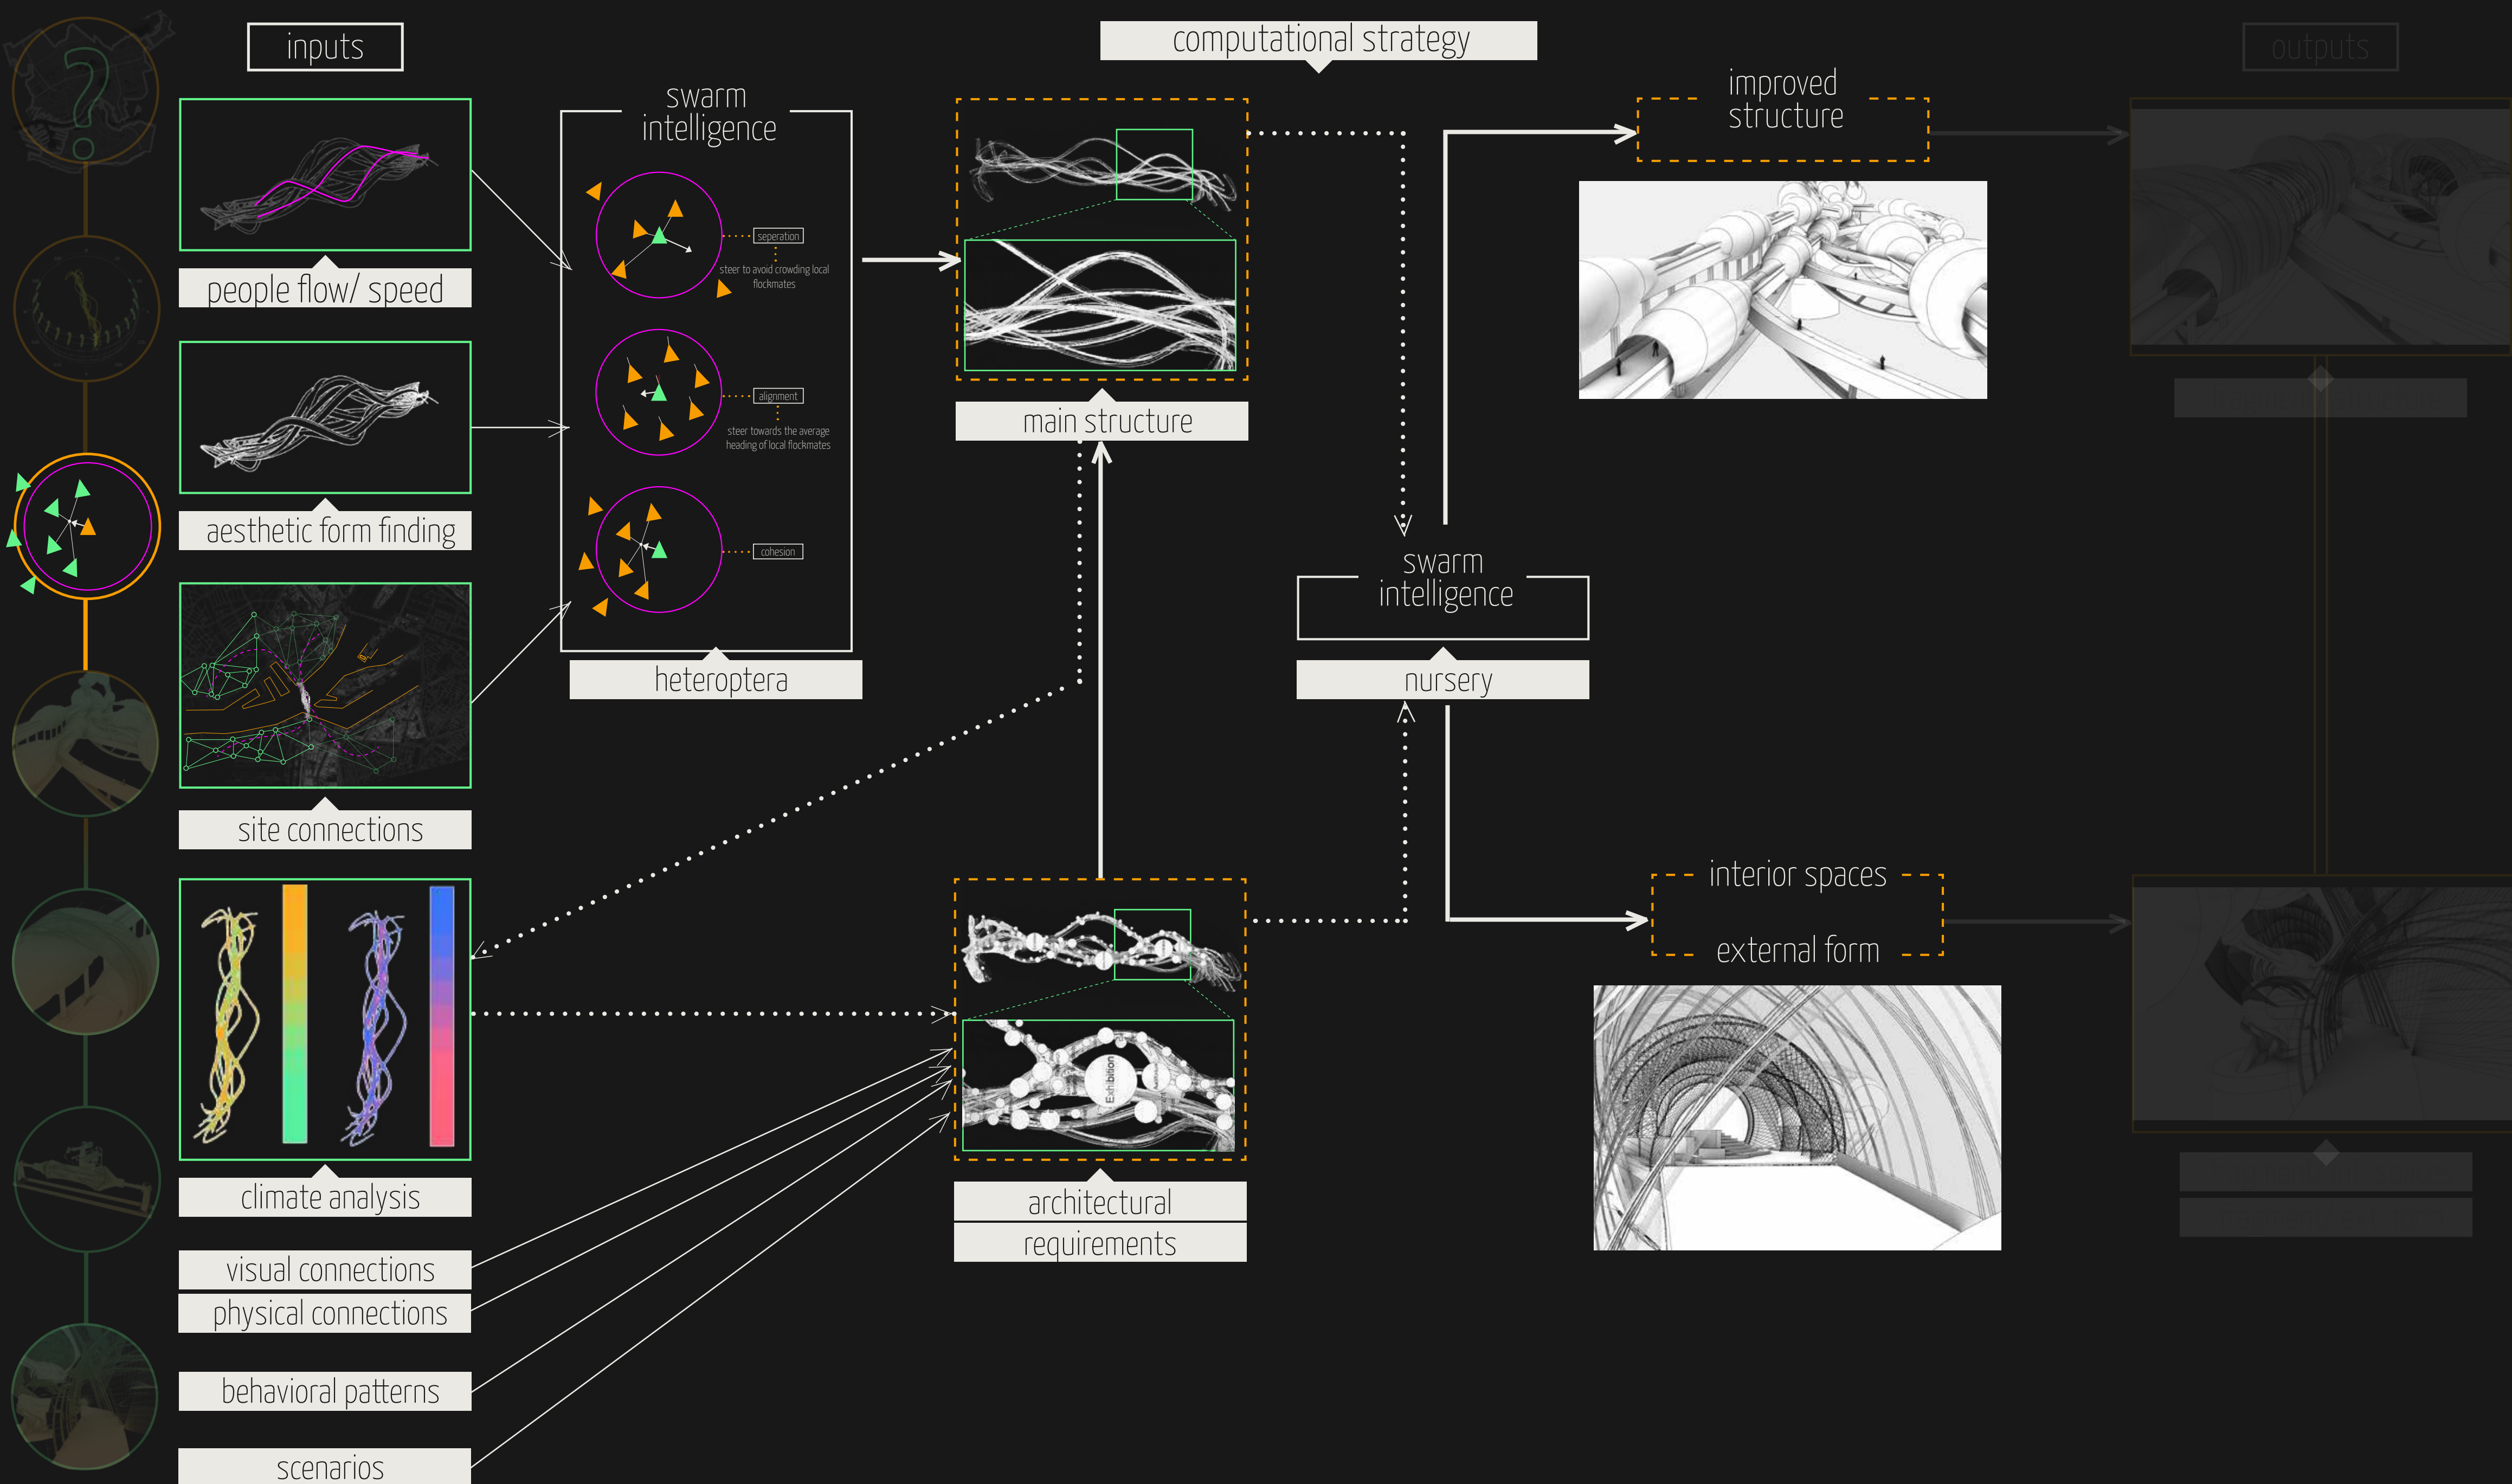 inputs
computational strategy
outputs
people flow/ speed
aesthetic form finding
site connections
climate analysis
visual connections
physical connections
behavioral patterns
scenarios
swarm
intelligence
seperation
steer to avoid crowding local
flockmates
alignment
steer towards the average
heading of local flockmates
cohesion
heteroptera
main structure
Exhibition
architectural
requirements
swarm
intelligence
nursery
improved
structure
interior spaces
external form